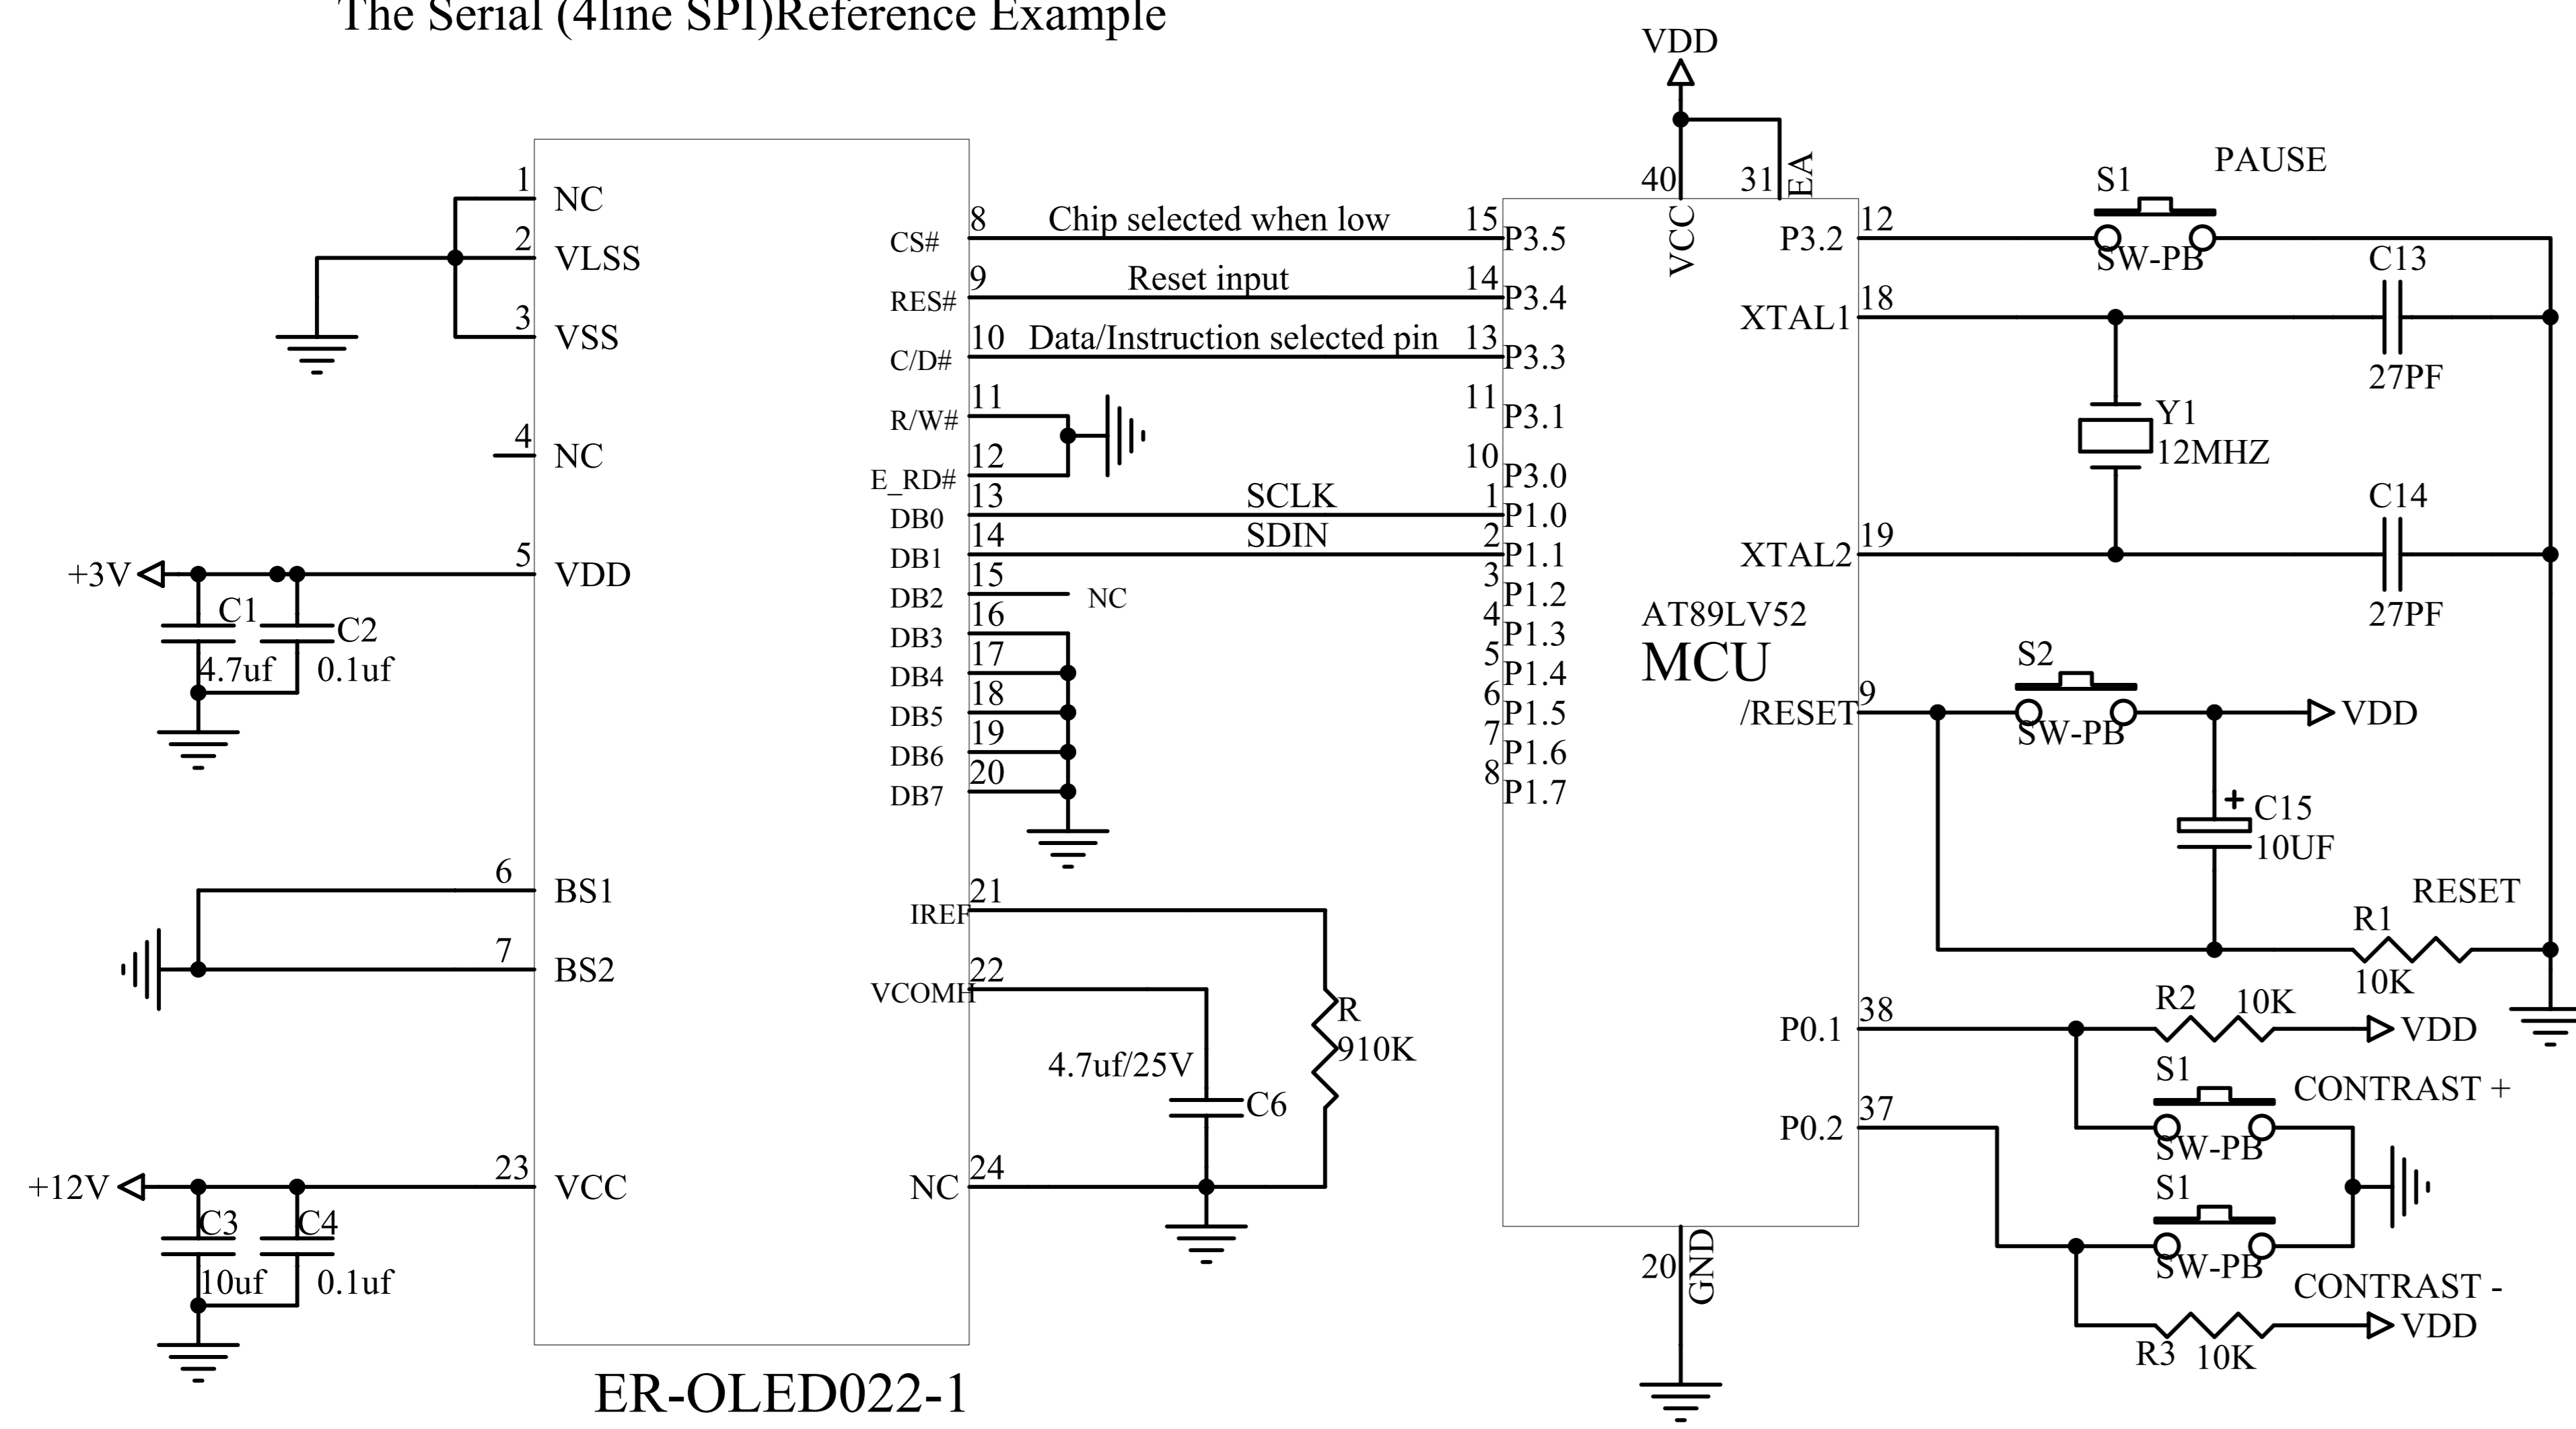 The Serial (4line SPI)Reference Example
1
NC
2
VLSS
3
VSS
4
NC
+3V
5
VDD
C1
4.7uf
C2
0.1uf
6
BS1
7
BS2
+12V
23
VCC
C3
10uf
C4
0.1uf
ER-OLED022-1
CS#
8
Chip selected when low
15
P3.5
RES#
9
Reset input
14
P3.4
C/D#
10
Data/Instruction selected pin
13
P3.3
R/W#
11
11
P3.1
E_RD#
12
10
P3.0
DB0
13
SCLK
1
P1.0
DB1
14
SDIN
2
P1.1
DB2
15
NC
3
P1.2
DB3
16
4
P1.3
DB4
17
5
P1.4
DB5
18
6
P1.5
DB6
19
7
P1.6
DB7
20
8
P1.7
IREF
21
VCOMH
22
R
910K
4.7uf/25V
C6
NC
24
VDD
40
VCC
31
EA
AT89LV52
MCU
20
GND
P3.2
12
S1
SW-PB
PAUSE
XTAL1
18
C13
27PF
Y1
12MHZ
XTAL2
19
C14
27PF
/RESET
9
S2
SW-PB
VDD
+
C15
10UF
RESET
R1
10K
P0.1
38
R2
10K
VDD
S1
SW-PB
CONTRAST +
P0.2
37
S1
SW-PB
CONTRAST -
R3
10K
VDD